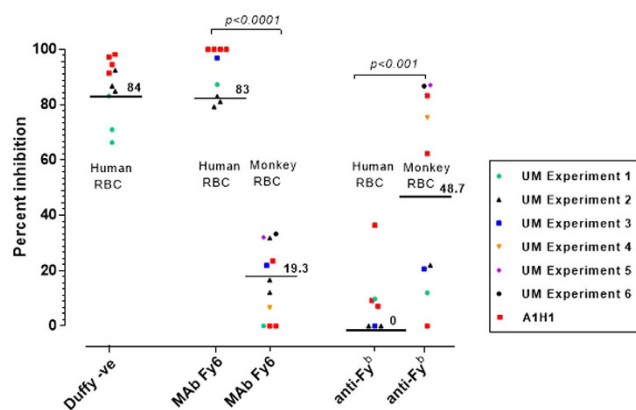 p<0.0001
p<0.001
Percent inhibition
100
80
60
40
20
0
84
83
19.3
0
48.7
Human
RBC
Human
RBC
Monkey
RBC
Human
RBC
Monkey
RBC
Duffy -ve
MAb Fy6
MAb Fy6
anti-Fyᵇ
anti-Fyᵇ
UM Experiment 1
UM Experiment 2
UM Experiment 3
UM Experiment 4
UM Experiment 5
UM Experiment 6
A1H1